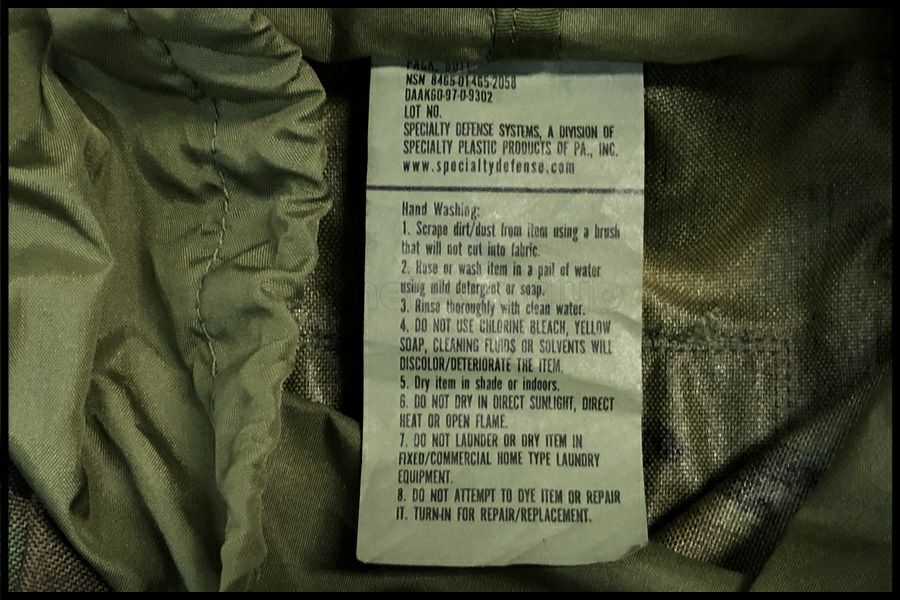 PACK, BUTT
NSN 8465-01-465-2058
DAAK60-97-D-9302
LOT NO.
SPECIALTY DEFENSE SYSTEMS, A DIVISION OF
SPECIALTY PLASTIC PRODUCTS OF PA., INC.
www.specialtydefense.com
Hand Washing:
1. Scrape dirt/dust from item using a brush
that will not cut into fabric.
2. Hose or wash item in a pail of water
using mild detergent or soap.
3. Rinse thoroughly with clean water.
4. DO NOT USE CHLORINE BLEACH, YELLOW
SOAP, CLEANING FLUIDS OR SOLVENTS WILL
DISCOLOR/DETERIORATE THE ITEM.
5. Dry item in shade or indoors.
6. DO NOT DRY IN DIRECT SUNLIGHT, DIRECT
HEAT OR OPEN FLAME.
7. DO NOT LAUNDER OR DRY ITEM IN
FIXED/COMMERCIAL HOME TYPE LAUNDRY
EQUIPMENT.
8. DO NOT ATTEMPT TO DYE ITEM OR REPAIR
IT. TURN-IN FOR REPAIR/REPLACEMENT.